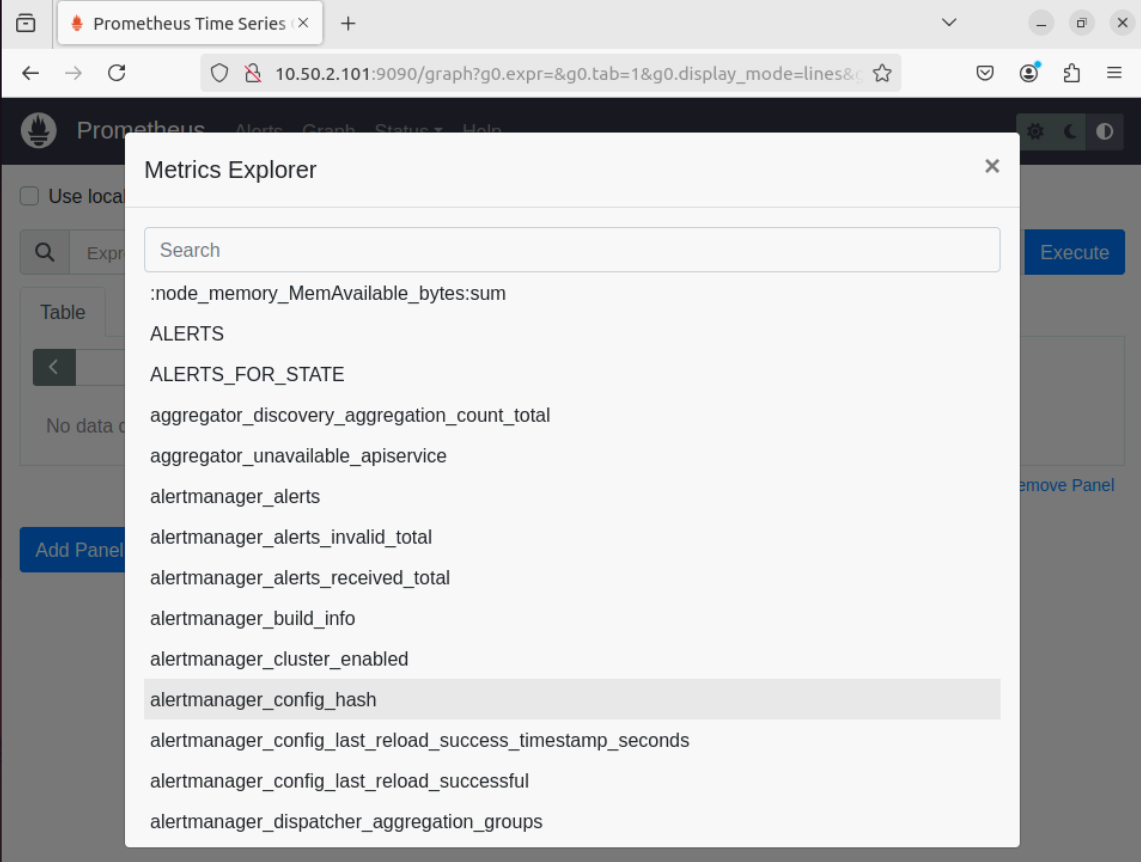 Prometheus Time Series
10.50.2.101:9090/graph?g0.expr=&g0.tab=1&g0.display_mode=lines&g
Prometheus Alerts Graph Status Help
Metrics Explorer
Use local
Search
Expr
Execute
:node_memory_MemAvailable_bytes:sum
Table
ALERTS
ALERTS_FOR_STATE
aggregator_discovery_aggregation_count_total
No data
aggregator_unavailable_apiservice
emove Panel
alertmanager_alerts
alertmanager_alerts_invalid_total
Add Panel
alertmanager_alerts_received_total
alertmanager_build_info
alertmanager_cluster_enabled
alertmanager_config_hash
alertmanager_config_last_reload_success_timestamp_seconds
alertmanager_config_last_reload_successful
alertmanager_dispatcher_aggregation_groups